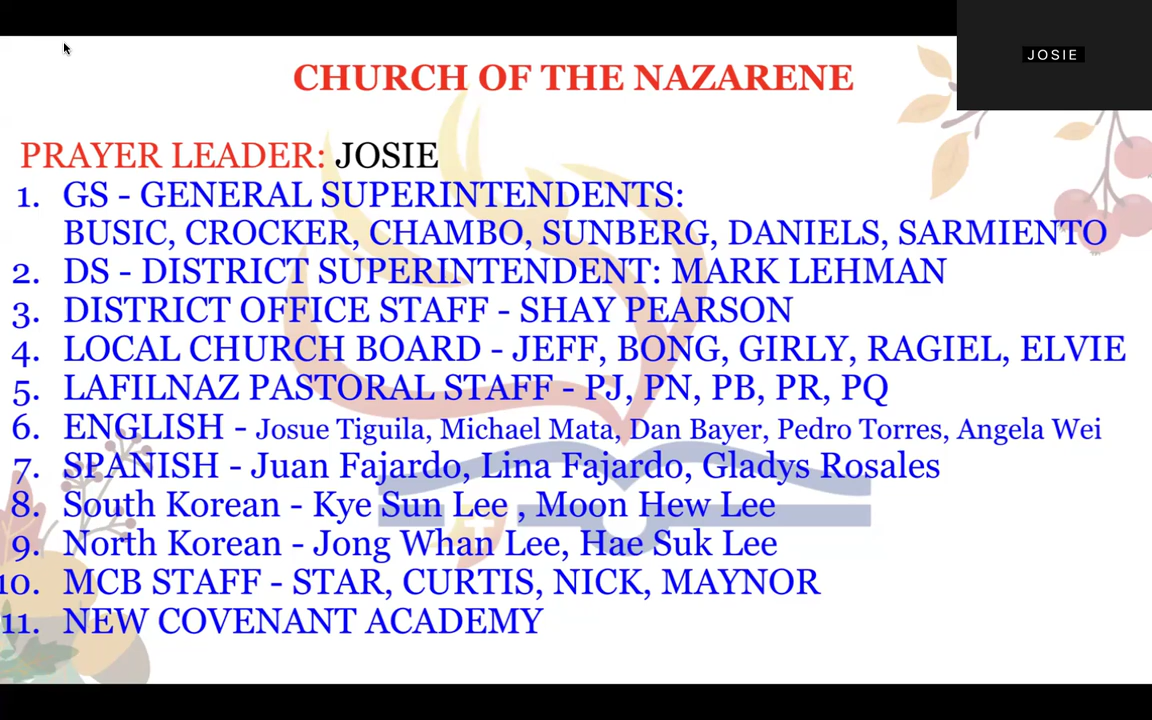 JOSIE
CHURCH OF THE NAZARENE
PRAYER LEADER: JOSIE
1. GS - GENERAL SUPERINTENDENTS:
BUSIC, CROCKER, CHAMBO, SUNBERG, DANIELS, SARMIENTO
2. DS - DISTRICT SUPERINTENDENT: MARK LEHMAN
3. DISTRICT OFFICE STAFF - SHAY PEARSON
4. LOCAL CHURCH BOARD - JEFF, BONG, GIRLY, RAGIEL, ELVIE
5. LAFILNAZ PASTORAL STAFF - PJ, PN, PB, PR, PQ
6. ENGLISH - Josue Tiguila, Michael Mata, Dan Bayer, Pedro Torres, Angela Wei
7. SPANISH - Juan Fajardo, Lina Fajardo, Gladys Rosales
8. South Korean - Kye Sun Lee , Moon Hew Lee
9. North Korean - Jong Whan Lee, Hae Suk Lee
10. MCB STAFF - STAR, CURTIS, NICK, MAYNOR
11. NEW COVENANT ACADEMY